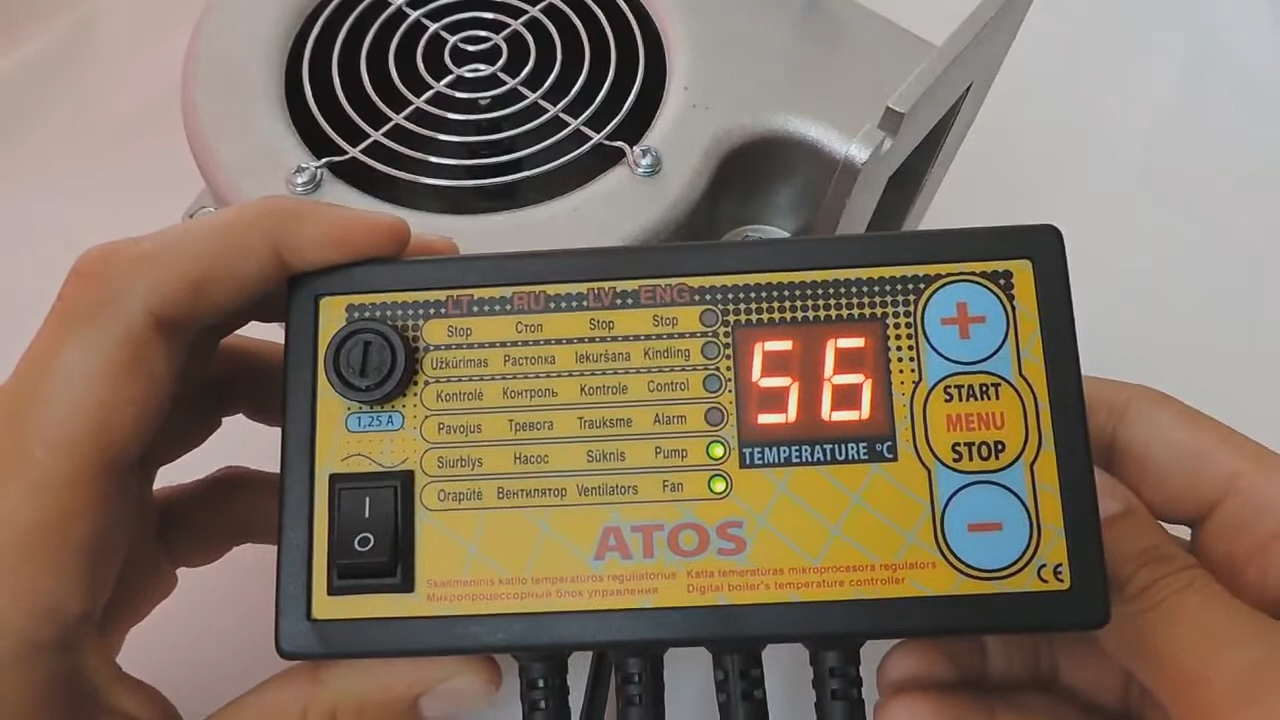 LT RU LV ENG
Stop Стоп Stop Stop
Užkūrimas Растопка Iekuršana Kindling
Kontrolė Контроль Kontrole Control
Pavojus Тревога Trauksme Alarm
Siurblys Насос Sūknis Pump
Orapūtė Вентилятор Ventilators Fan
1,25 A
I
O
56
TEMPERATURE °C
+
START
MENU
STOP
−
ATOS
Skaitmeninis katilo temperatūros reguliatorius Katla temeratūras mikroprocesora regulators
Микропроцессорный блок управления Digital boiler's temperature controller
CE